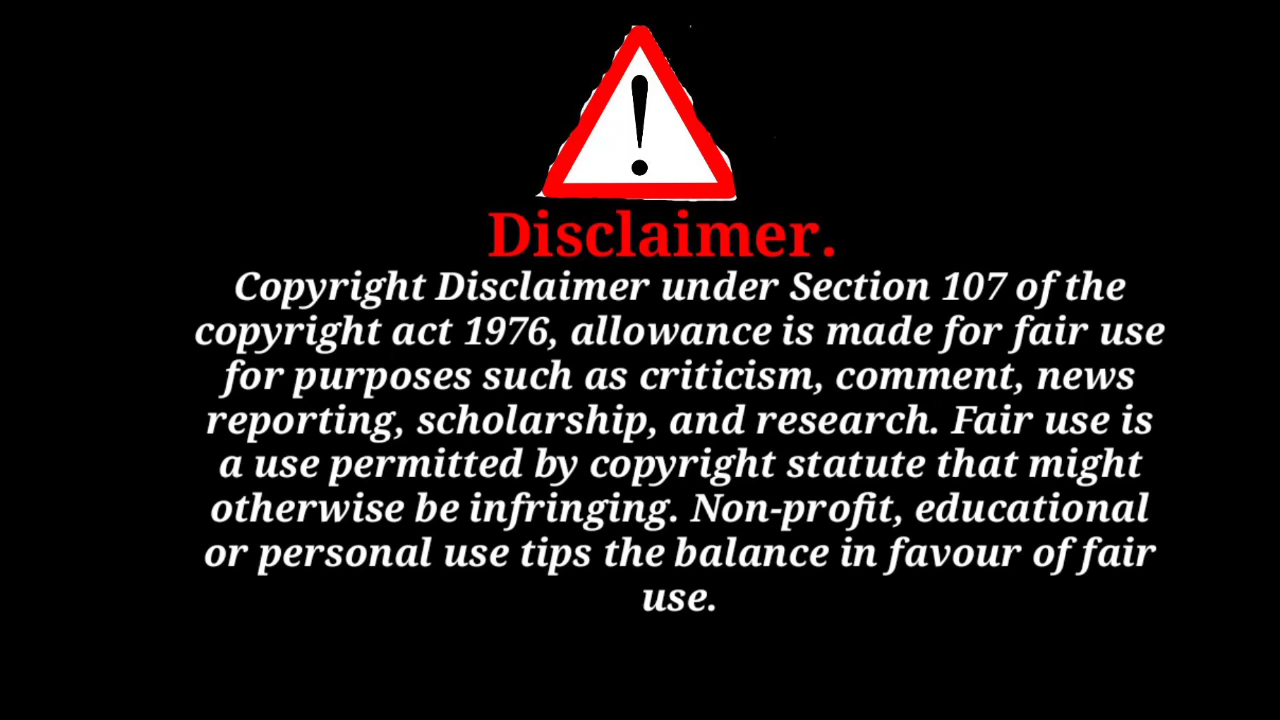 Disclaimer.
Copyright Disclaimer under Section 107 of the
copyright act 1976, allowance is made for fair use
for purposes such as criticism, comment, news
reporting, scholarship, and research. Fair use is
a use permitted by copyright statute that might
otherwise be infringing. Non-profit, educational
or personal use tips the balance in favour of fair
use.